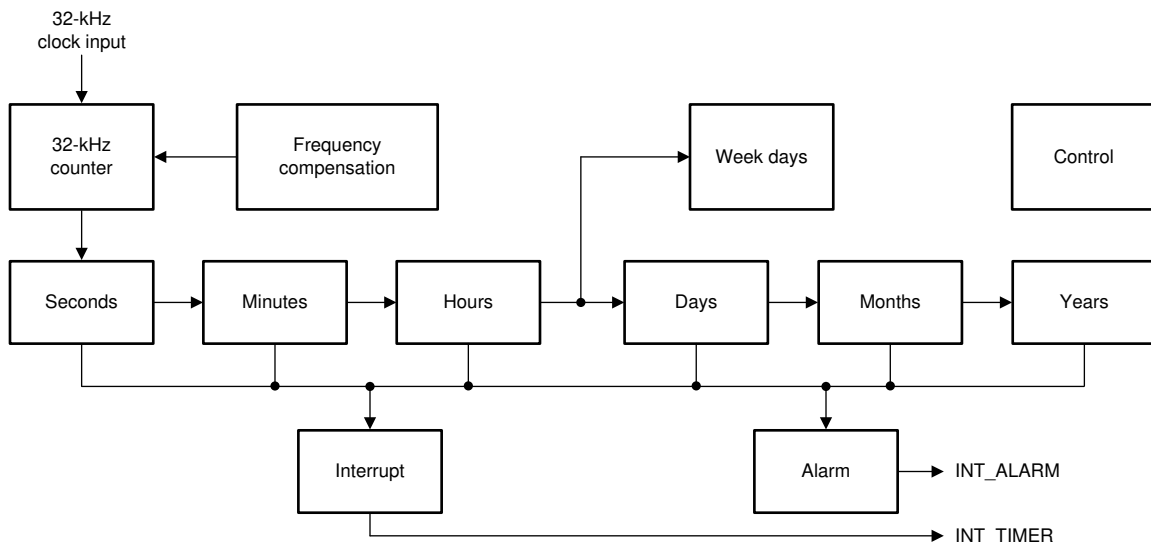 32-kHz
clock input
32-kHz
counter
Frequency
compensation
Week days
Control
Seconds
Minutes
Hours
Days
Months
Years
Interrupt
Alarm
INT_ALARM
INT_TIMER